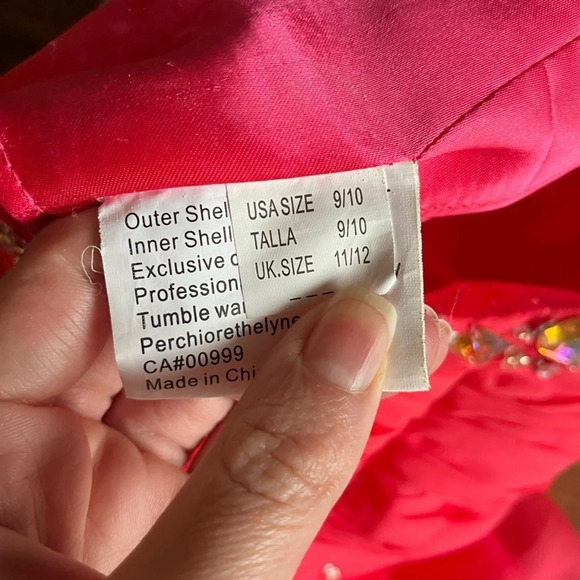 Outer Shel
Inner Shell
Exclusive
Profession
Tumble wa
Perchiorethelyne
CA#00999
Made in Chi
USA SIZE 9/10
TALLA 9/10
UK.SIZE 11/12